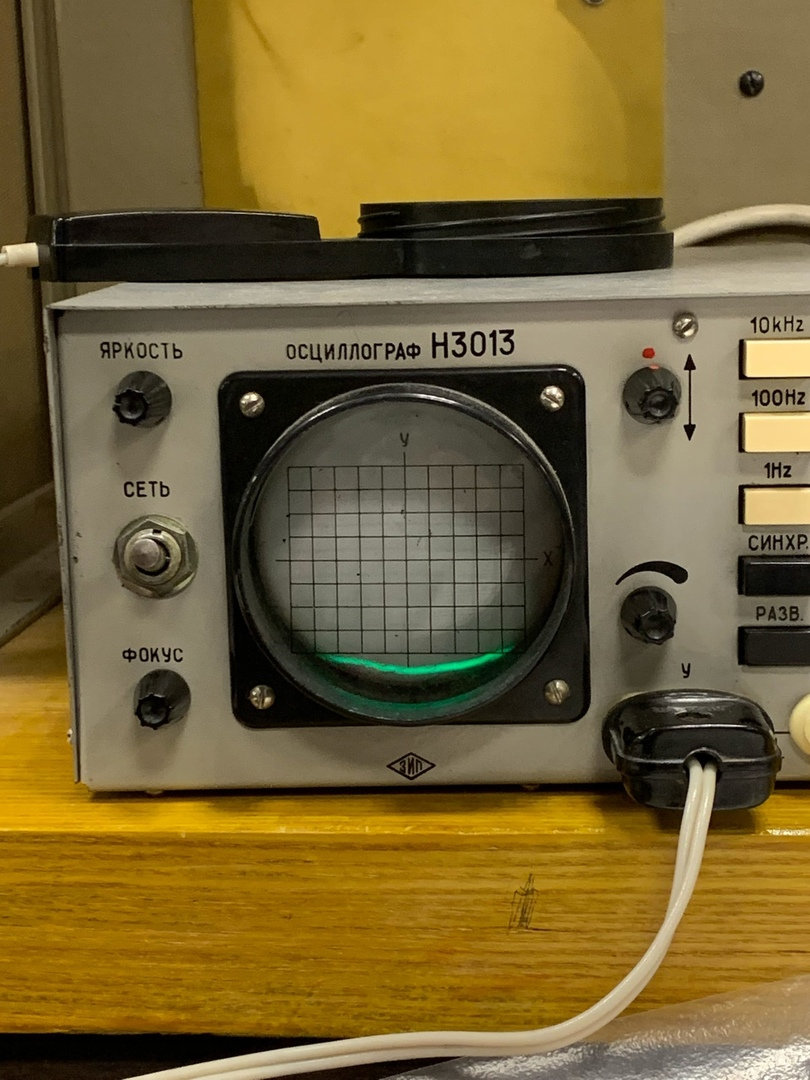 ЯРКОСТЬ
ОСЦИЛЛОГРАФ Н3013
10kHz
100Hz
СЕТЬ
У
1Hz
X
СИНХР.
РАЗВ.
ФОКУС
У
ЗИП